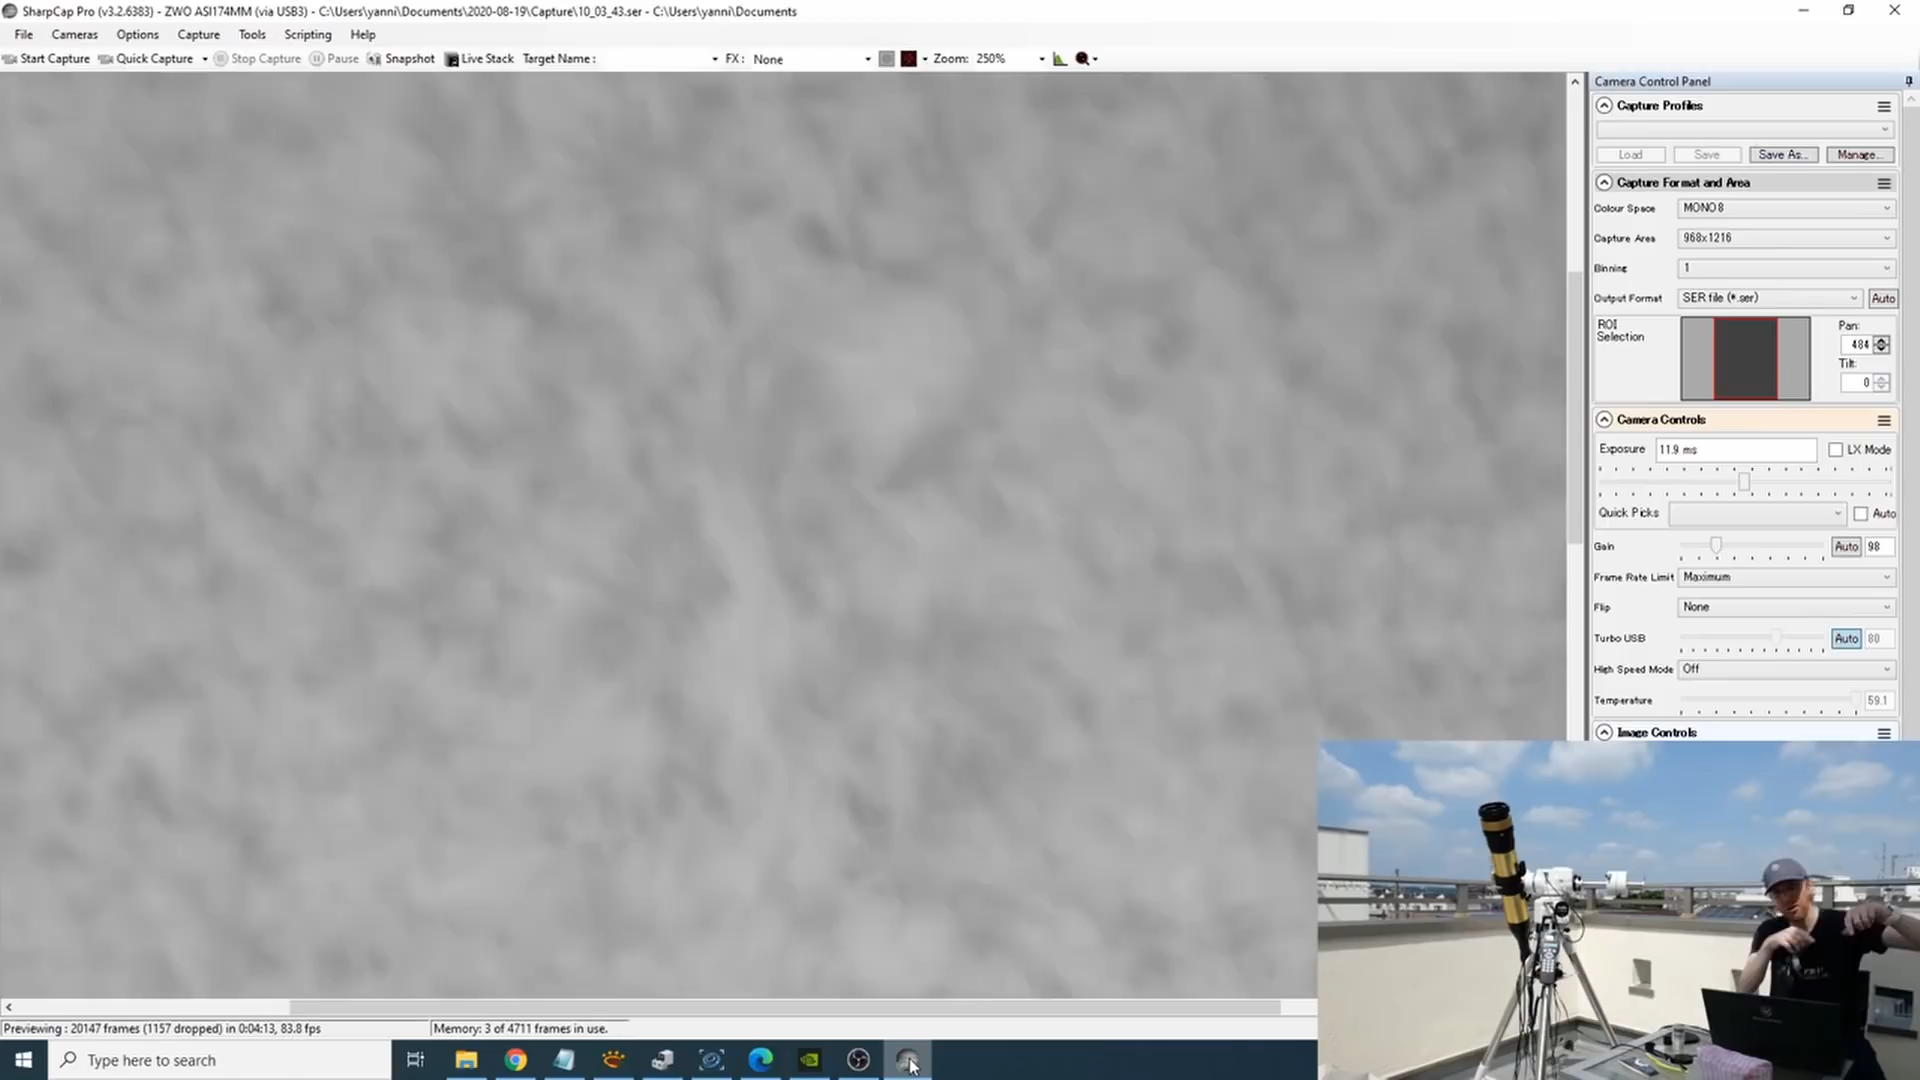 SharpCap Pro (v3.2.6383) - ZWO ASI174MM (via USB3) - C:\Users\yanni\Documents\2020-08-19\Capture\10_03_43.ser - C:\Users\yanni\Documents
File Cameras Options Capture Tools Scripting Help
Start Capture Quick Capture Stop Capture Pause Snapshot Live Stack Target Name : FX : None Zoom: 250%
Camera Control Panel
Capture Profiles
Load Save Save As... Manage...
Capture Format and Area
Colour Space MONO8
Capture Area 968x1216
Binning 1
Output Format SER file (*.ser) Auto
ROI Selection
Pan: 484
Tilt: 0
Camera Controls
Exposure 11.9 ms LX Mode
Quick Picks Auto
Gain Auto 98
Frame Rate Limit Maximum
Flip None
Turbo USB Auto 80
High Speed Mode Off
Temperature 59.1
Image Controls
Previewing : 20147 frames (1157 dropped) in 0:04:13, 83.8 fps Memory: 3 of 4711 frames in use.
Type here to search